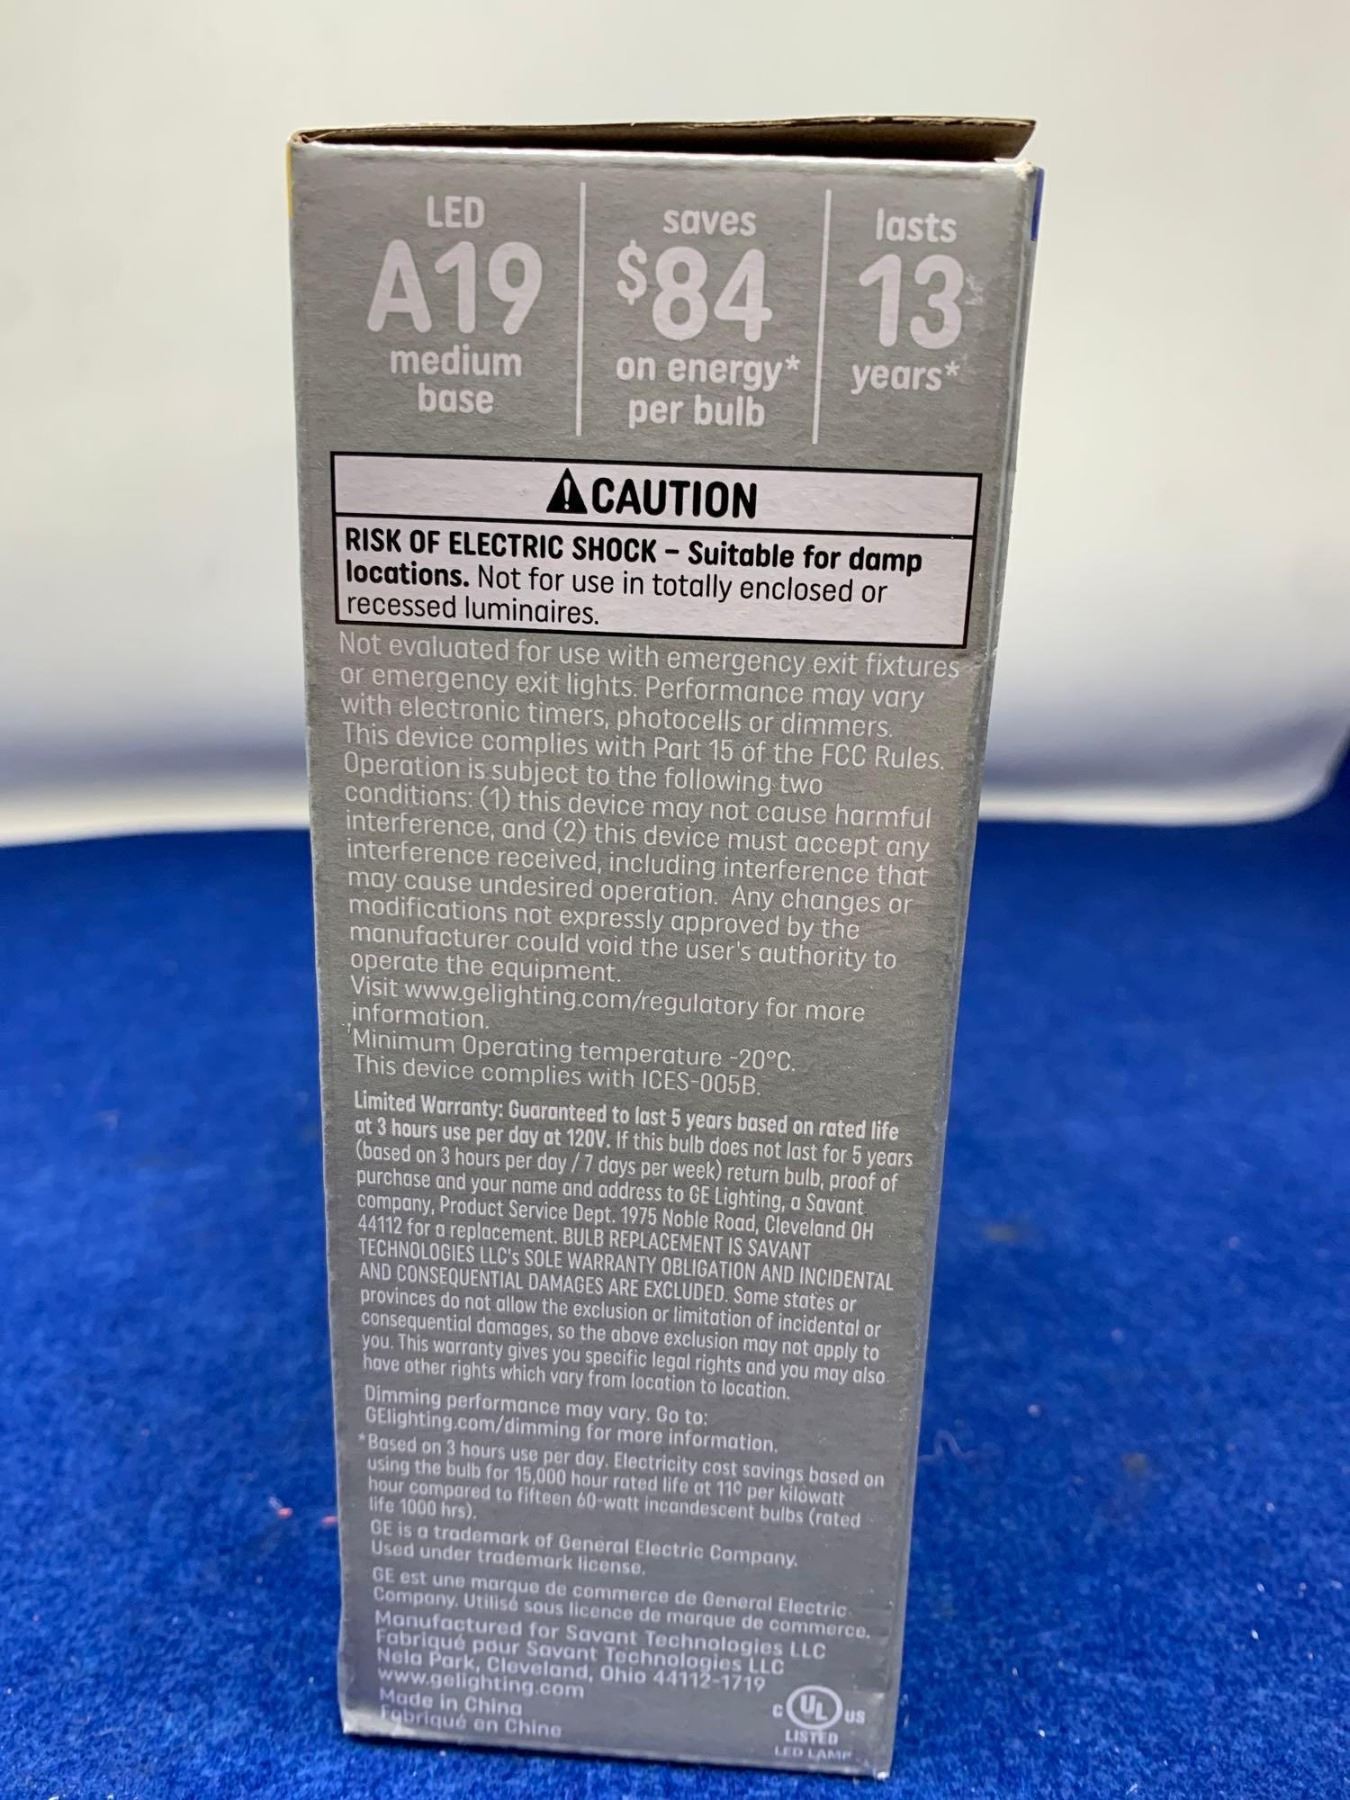 LED
A19
medium
base
saves
$84
on energy*
per bulb
lasts
13
years*
CAUTION
RISK OF ELECTRIC SHOCK – Suitable for damp
locations. Not for use in totally enclosed or
recessed luminaires.
Not evaluated for use with emergency exit fixtures
or emergency exit lights. Performance may vary
with electronic timers, photocells or dimmers.
This device complies with Part 15 of the FCC Rules.
Operation is subject to the following two
conditions: (1) this device may not cause harmful
interference, and (2) this device must accept any
interference received, including interference that
may cause undesired operation. Any changes or
modifications not expressly approved by the
manufacturer could void the user's authority to
operate the equipment.
Visit www.gelighting.com/regulatory for more
information.
†Minimum Operating temperature -20°C.
This device complies with ICES-005B.
Limited Warranty: Guaranteed to last 5 years based on rated life
at 3 hours use per day at 120V. If this bulb does not last for 5 years
(based on 3 hours per day / 7 days per week) return bulb, proof of
purchase and your name and address to GE Lighting, a Savant
company, Product Service Dept. 1975 Noble Road, Cleveland OH
44112 for a replacement. BULB REPLACEMENT IS SAVANT
TECHNOLOGIES LLC's SOLE WARRANTY OBLIGATION AND INCIDENTAL
AND CONSEQUENTIAL DAMAGES ARE EXCLUDED. Some states or
provinces do not allow the exclusion or limitation of incidental or
consequential damages, so the above exclusion may not apply to
you. This warranty gives you specific legal rights and you may also
have other rights which vary from location to location.
Dimming performance may vary. Go to:
GElighting.com/dimming for more information.
*Based on 3 hours use per day. Electricity cost savings based on
using the bulb for 15,000 hour rated life at 11¢ per kilowatt
hour compared to fifteen 60-watt incandescent bulbs (rated
life 1000 hrs).
GE is a trademark of General Electric Company.
Used under trademark license.
GE est une marque de commerce de General Electric
Company. Utilisé sous licence de marque de commerce.
Manufactured for Savant Technologies LLC
Fabriqué pour Savant Technologies LLC
Nela Park, Cleveland, Ohio 44112-1719
www.gelighting.com
Made in China
Fabriqué en Chine
C UL US
LISTED
LED LAMP